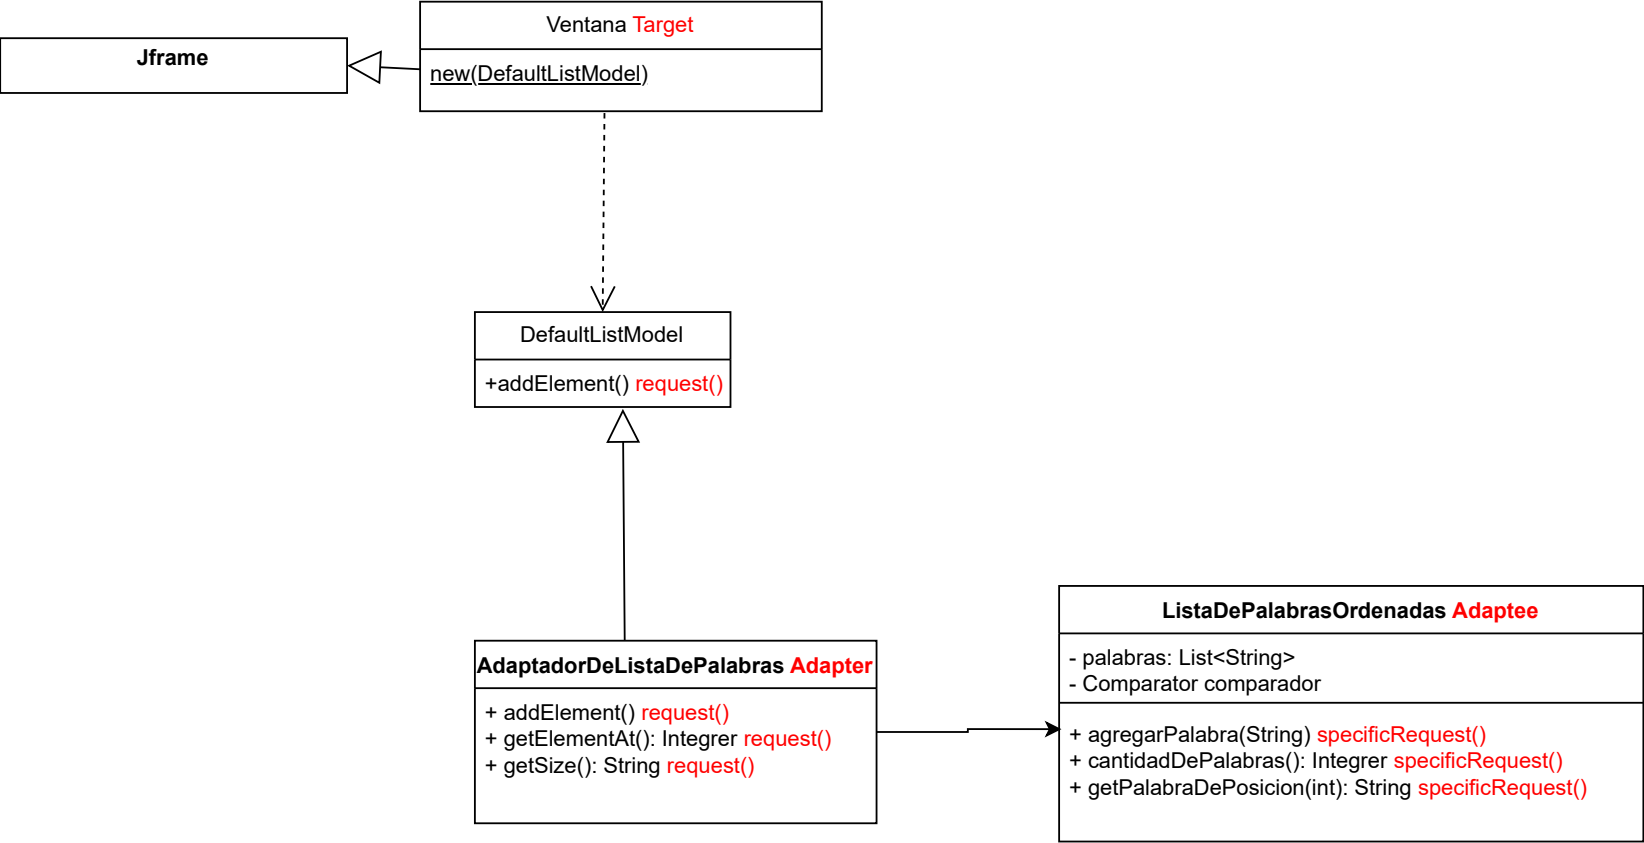 Ventana Target
new(DefaultListModel)
Jframe
DefaultListModel
+addElement() request()
AdaptadorDeListaDePalabras Adapter
+ addElement() request()
+ getElementAt(): Integrer request()
+ getSize(): String request()
ListaDePalabrasOrdenadas Adaptee
- palabras: List<String>
- Comparator comparador
+ agregarPalabra(String) specificRequest()
+ cantidadDePalabras(): Integrer specificRequest()
+ getPalabraDePosicion(int): String specificRequest()